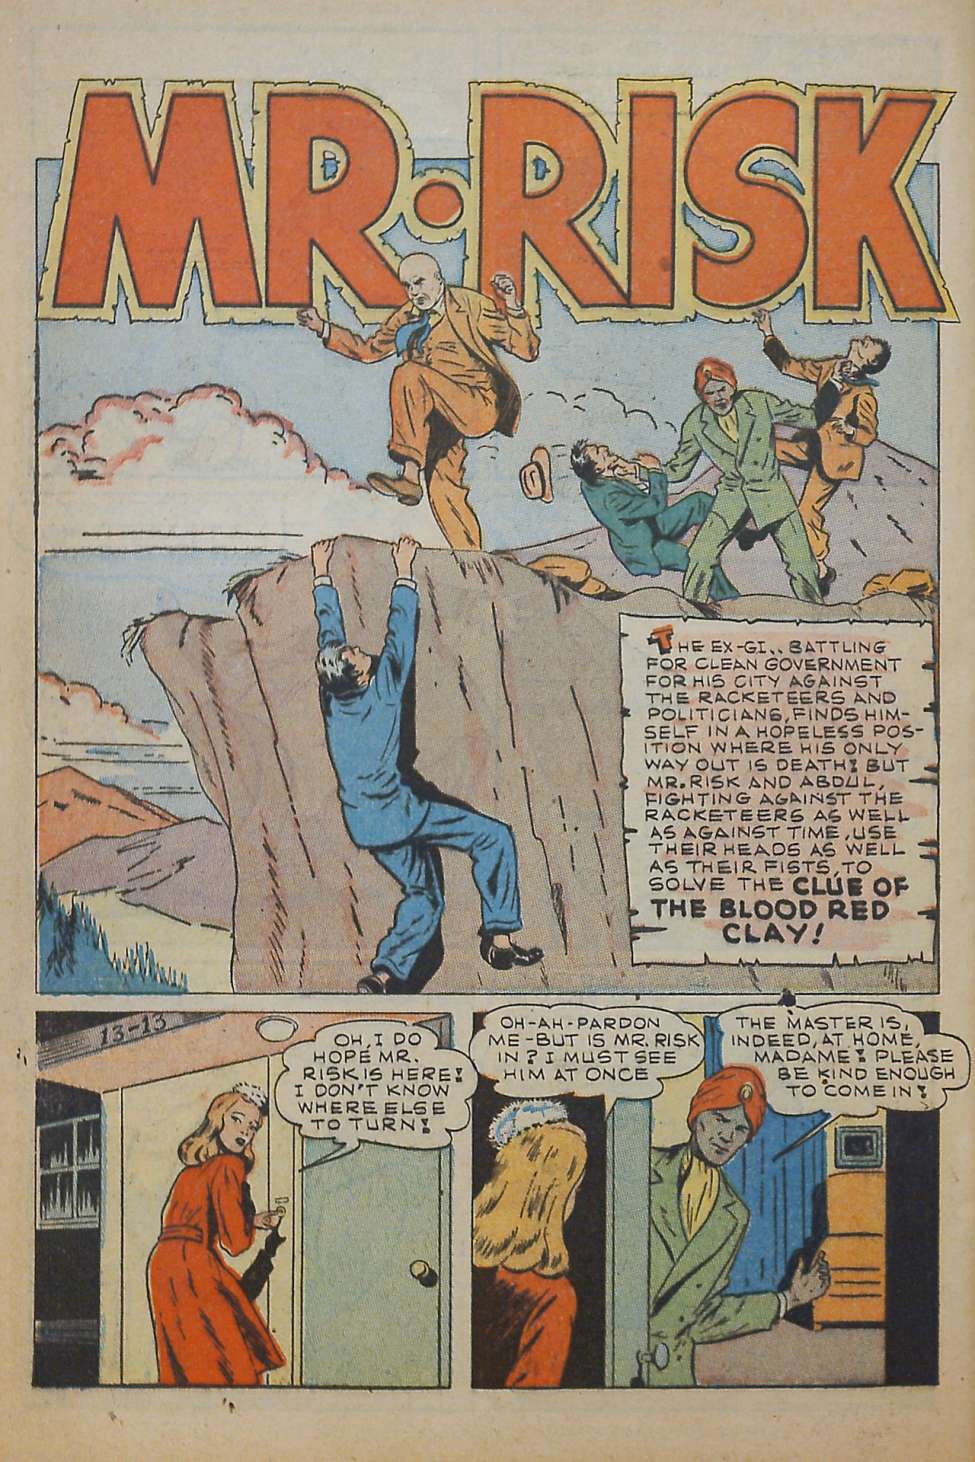 MR. RISK
THE EX-GI.. BATTLING
FOR CLEAN GOVERNMENT
FOR HIS CITY AGAINST
THE RACKETEERS AND
POLITICIANS, FINDS HIM-
SELF IN A HOPELESS POS-
ITION WHERE HIS ONLY
WAY OUT IS DEATH! BUT
MR. RISK AND ABDUL,
FIGHTING AGAINST THE
RACKETEERS AS WELL
AS AGAINST TIME, USE
THEIR HEADS AS WELL
AS THEIR FISTS, TO
SOLVE THE CLUE OF
THE BLOOD RED
CLAY!
13-13
OH, I DO
HOPE MR.
RISK IS HERE!
I DON'T KNOW
WHERE ELSE
TO TURN!
OH-AH-PARDON
ME-BUT IS MR. RISK
IN? I MUST SEE
HIM AT ONCE
THE MASTER IS,
INDEED, AT HOME,
MADAME! PLEASE
BE KIND ENOUGH
TO COME IN!